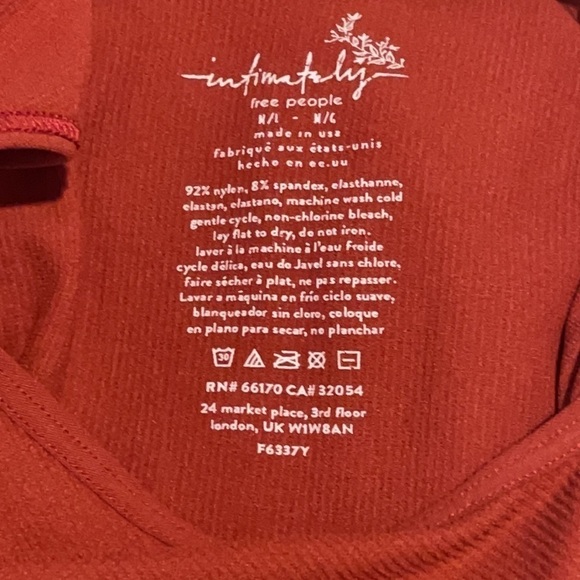 intimately
free people
M/L - M/G
made in usa
fabriqué aux états-unis
hecho en ee.uu
92% nylon, 8% spandex, elasthanne,
elasten, elastano, machine wash cold
gentle cycle, non-chlorine bleach,
lay flat to dry, do not iron.
laver à la machine à l'eau froide
cycle délica, eau de Javel sans chlore,
faire sécher à plat, ne pas repasser.
Lavar a máquina en frío ciclo suave,
blanqueador sin cloro, coloque
en plano para secar, no planchar
30
RN# 66170 CA# 32054
24 market place, 3rd floor
london, UK W1W8AN
F6337Y